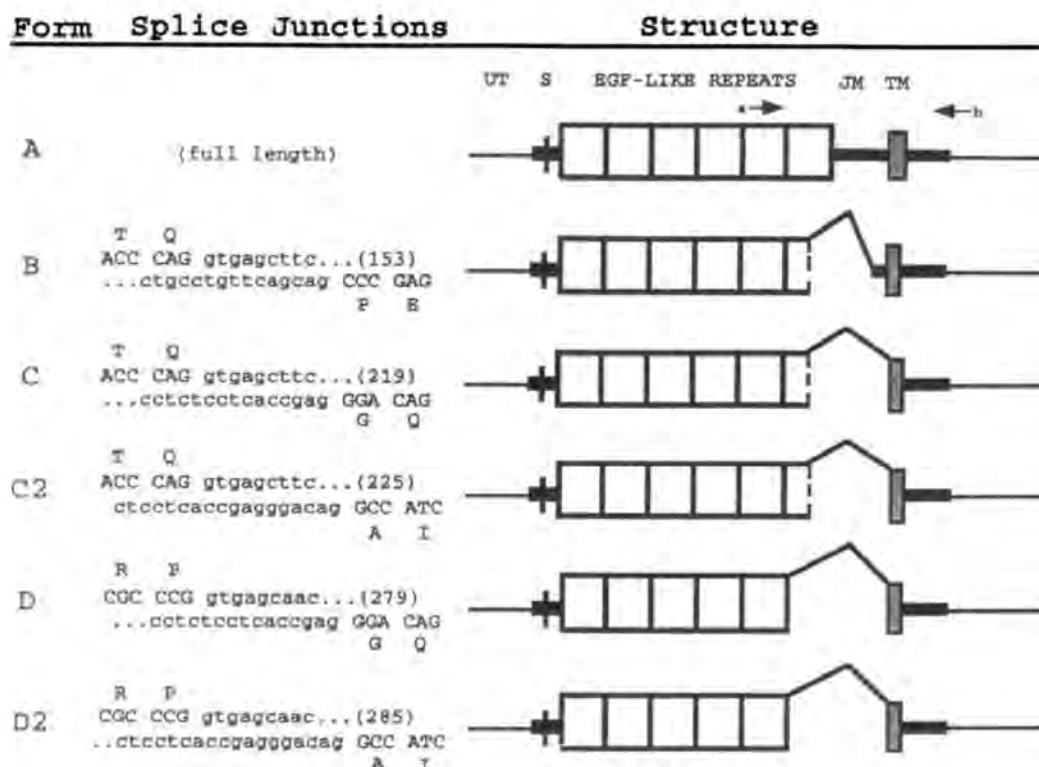 Form Splice Junctions Structure
UT S EGF-LIKE REPEATS JM TM
a b
A (full length)
T Q
B ACC CAG gtgagcttc...(153)
...ctgcctgttcagcag CCC GAG
P E
T Q
C ACC CAG gtgagcttc...(219)
...cctctcctcaccgag GGA CAG
G Q
T Q
C2 ACC CAG gtgagcttc...(225)
ctcctcaccgagggacag GCC ATC
A I
R P
D CGC CCG gtgagcaac...(279)
...cctctcctcaccgag GGA CAG
G Q
R P
D2 CGC CCG gtgagcaac...(285)
..ctcctcaccgagggacag GCC ATC
A I